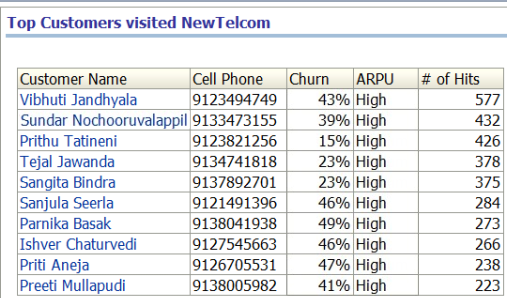 Top Customers visited NewTelcom
Customer Name Cell Phone Churn ARPU # of Hits
Vibhuti Jandhyala 9123494749 43% High 577
Sundar Nochooruvalappil 9133473155 39% High 432
Prithu Tatineni 9123821256 15% High 426
Tejal Jawanda 9134741818 23% High 378
Sangita Bindra 9137892701 23% High 375
Sanjula Seerla 9121491396 46% High 284
Parnika Basak 9138041938 49% High 273
Ishver Chaturvedi 9127545663 46% High 266
Priti Aneja 9126705531 47% High 238
Preeti Mullapudi 9138005982 41% High 223